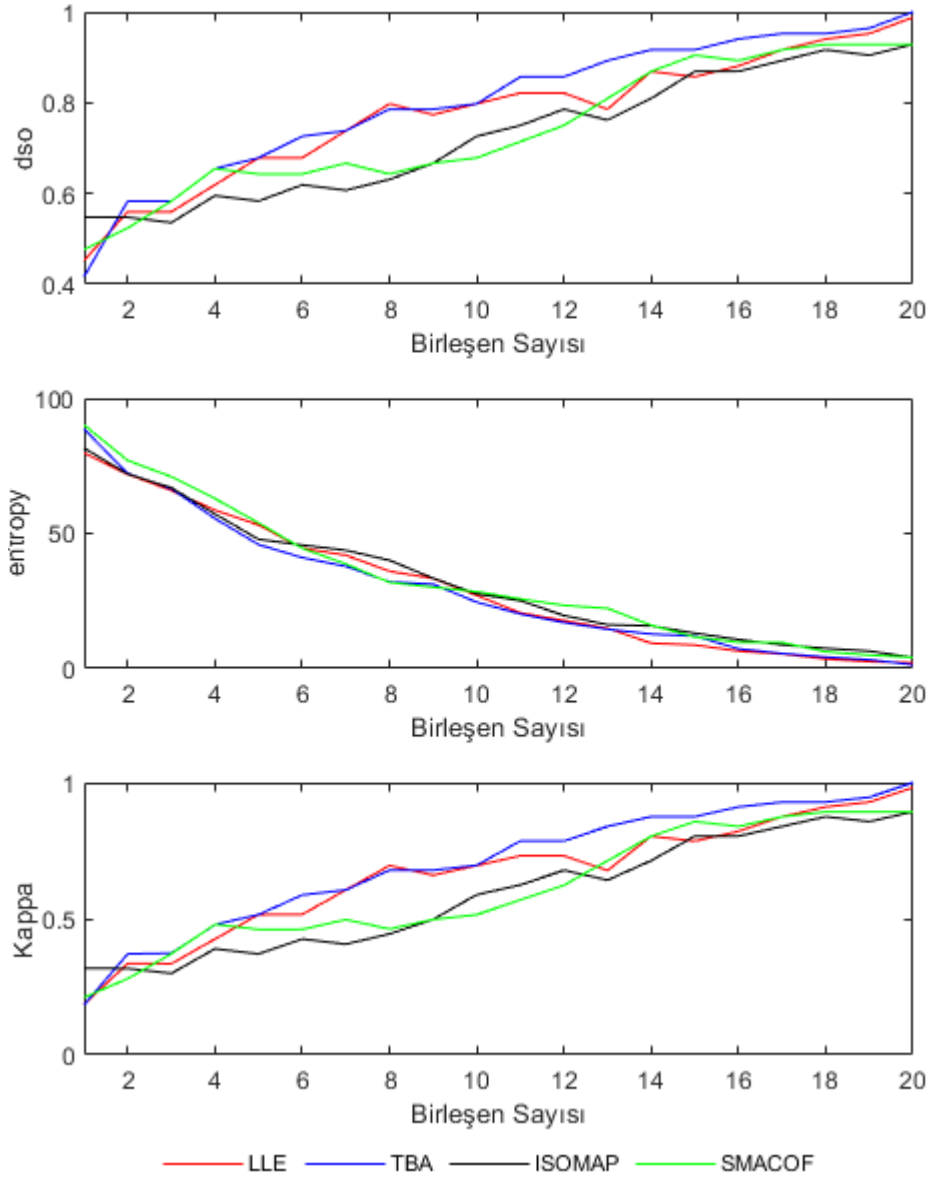 1
0.8
0.6
0.4
dso
2 4 6 8 10 12 14 16 18 20
Birleşen Sayısı
100
50
0
entropy
2 4 6 8 10 12 14 16 18 20
Birleşen Sayısı
1
0.5
0
Kappa
2 4 6 8 10 12 14 16 18 20
Birleşen Sayısı
LLE TBA ISOMAP SMACOF